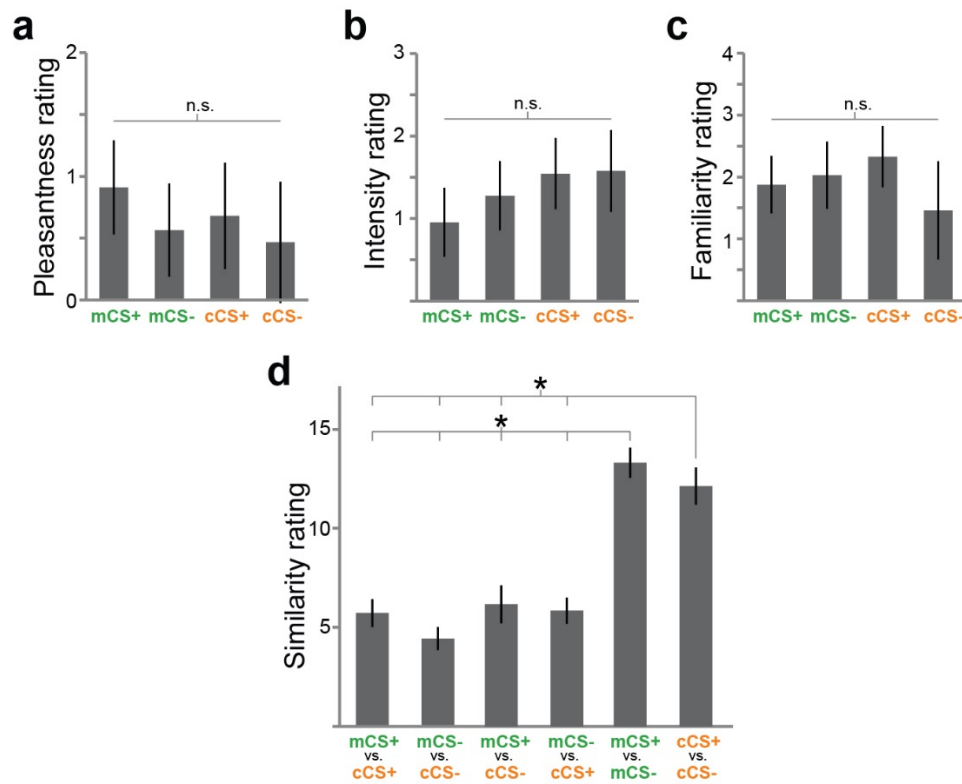 a
b
c
Pleasantness rating
2
1
0
n.s.
mCS+ mCS- cCS+ cCS-
Intensity rating
3
2
1
n.s.
mCS+ mCS- cCS+ cCS-
Familiarity rating
4
3
2
1
n.s.
mCS+ mCS- cCS+ cCS-
d
Similarity rating
15
10
5
*
*
mCS+ mCS- mCS+ mCS- mCS+ cCS+
vs. vs. vs. vs. vs. vs.
cCS+ cCS- cCS- cCS+ mCS- cCS-